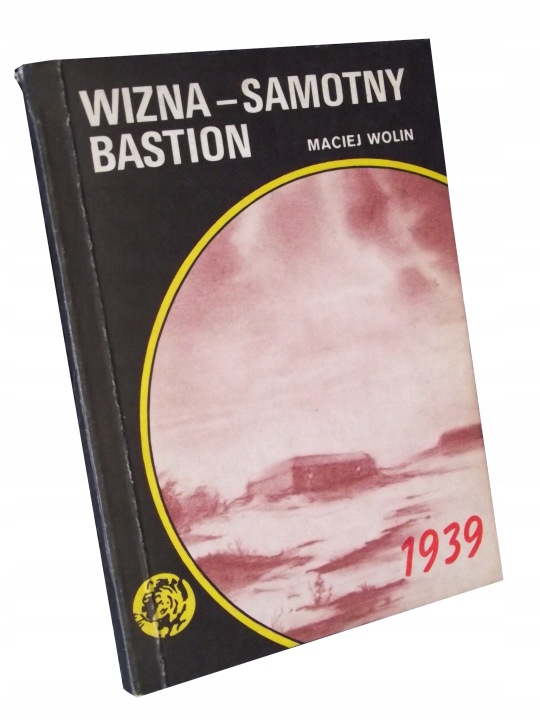 WIZNA – SAMOTNY
BASTION
MACIEJ WOLIN
1939